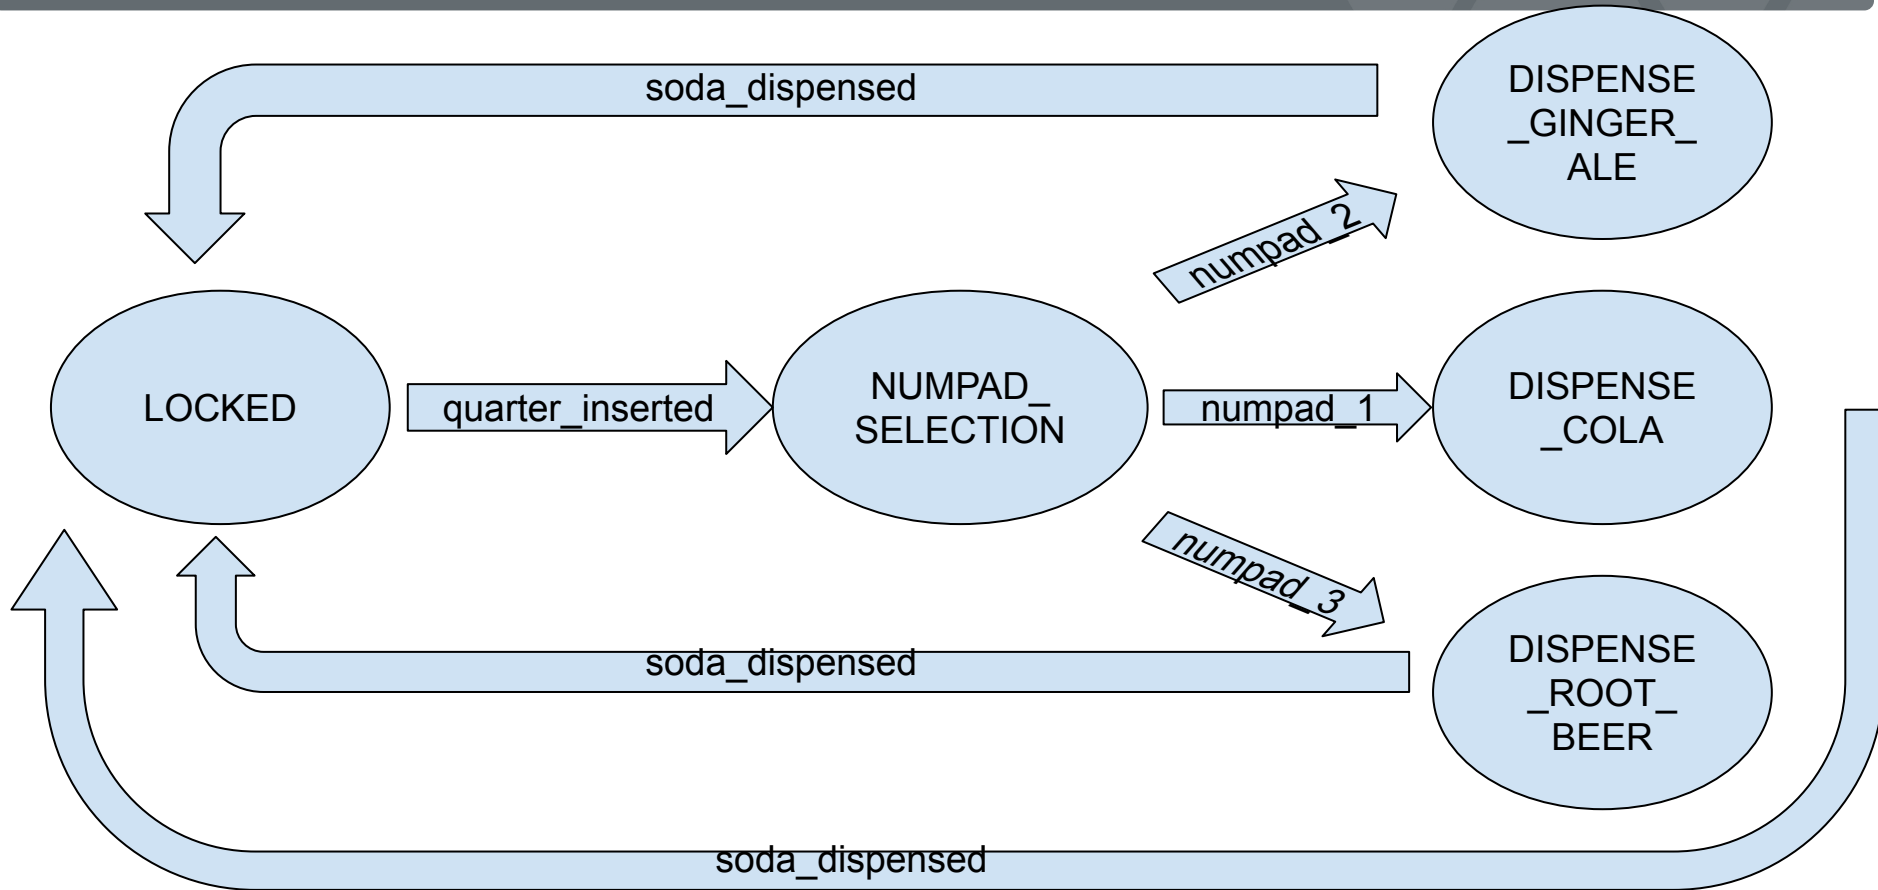 soda_dispensed
DISPENSE
_GINGER_
ALE
numpad_2
LOCKED
quarter_inserted
NUMPAD_
SELECTION
numpad_1
DISPENSE
_COLA
numpad_3
soda_dispensed
DISPENSE
_ROOT_
BEER
soda_dispensed